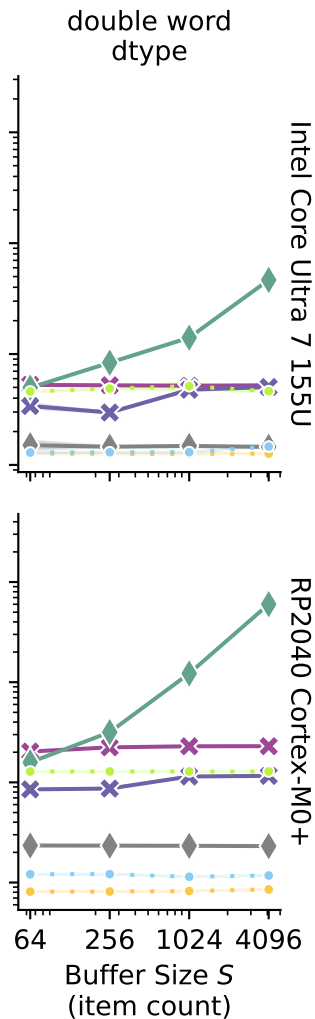 double word
dtype
Intel Core Ultra 7 155U
RP2040 Cortex-M0+
64 256 1024 4096
Buffer Size S
(item count)